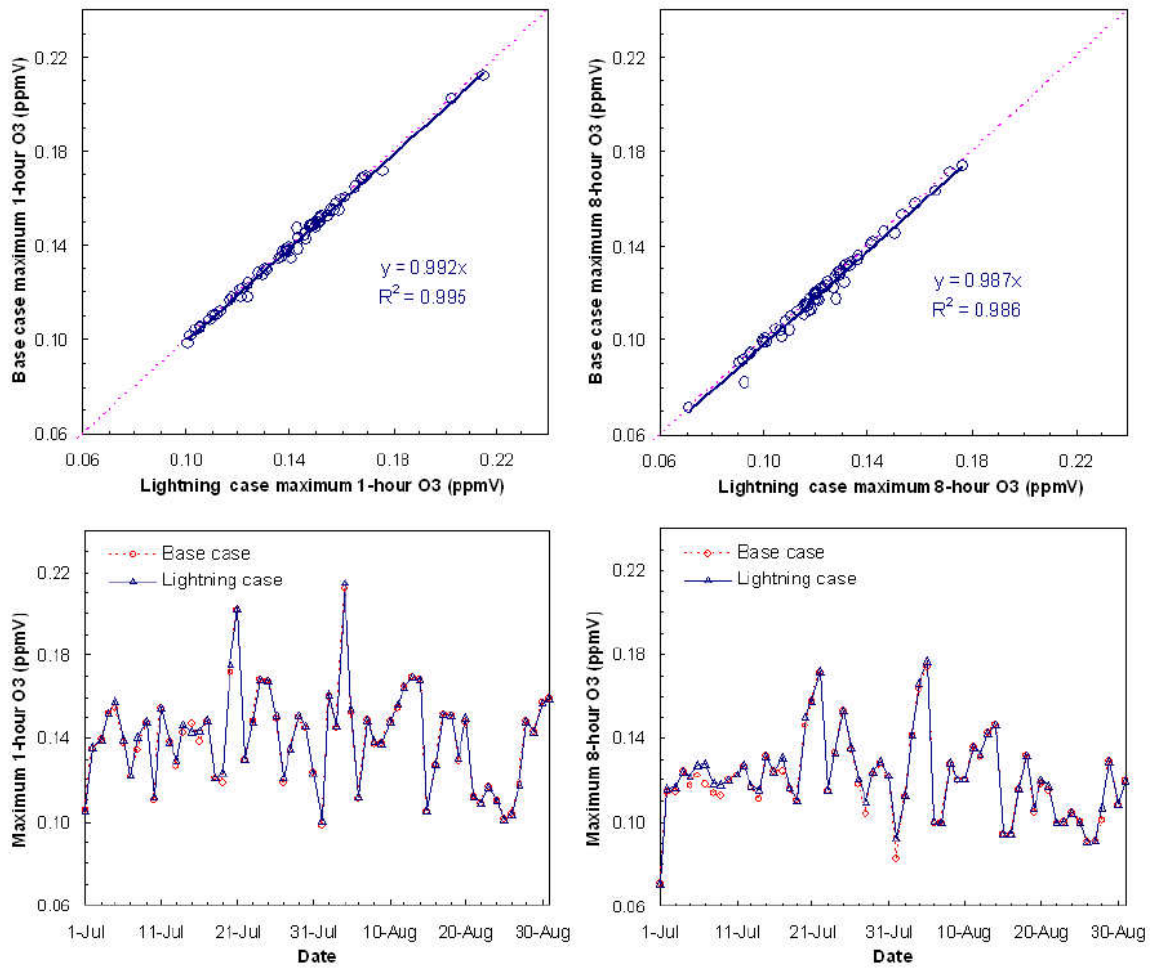 Base case maximum 1-hour O3 (ppmV)
0.22
0.18
0.14
0.10
0.06
y = 0.992x
R² = 0.995
0.06 0.10 0.14 0.18 0.22
Lightning case maximum 1-hour O3 (ppmV)
Base case maximum 8-hour O3 (ppmV)
0.22
0.18
0.14
0.10
0.06
y = 0.987x
R² = 0.986
0.06 0.10 0.14 0.18 0.22
Lightning case maximum 8-hour O3 (ppmV)
Maximum 1-hour O3 (ppmV)
0.22
0.18
0.14
0.10
0.06
Base case
Lightning case
1-Jul 11-Jul 21-Jul 31-Jul 10-Aug 20-Aug 30-Aug
Date
Maximum 8-hour O3 (ppmV)
0.22
0.18
0.14
0.10
0.06
Base case
Lightning case
1-Jul 11-Jul 21-Jul 31-Jul 10-Aug 20-Aug 30-Aug
Date